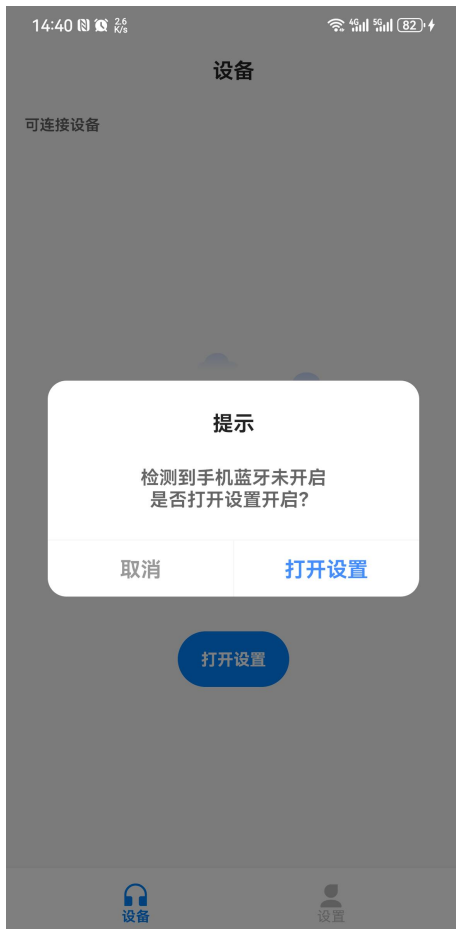 14:40 2.6 K/s 4G 5G 82
设备
可连接设备
提示
检测到手机蓝牙未开启
是否打开设置开启?
取消 打开设置
打开设置
设备 设置